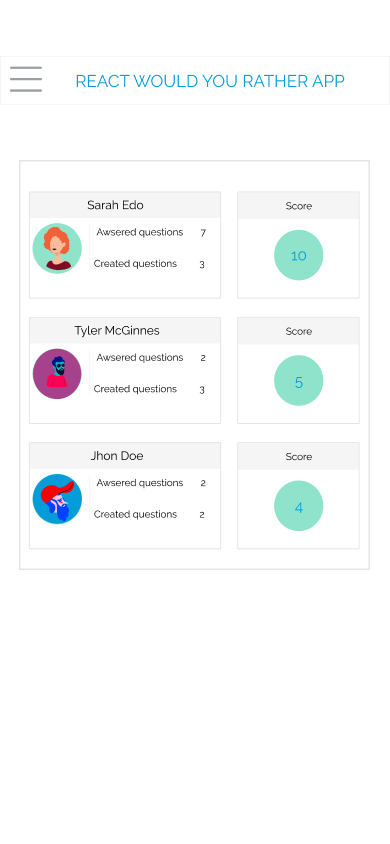 REACT WOULD YOU RATHER APP
Sarah Edo
Awsered questions 7
Created questions 3
Score
10
Tyler McGinnes
Awsered questions 2
Created questions 3
Score
5
Jhon Doe
Awsered questions 2
Created questions 2
Score
4